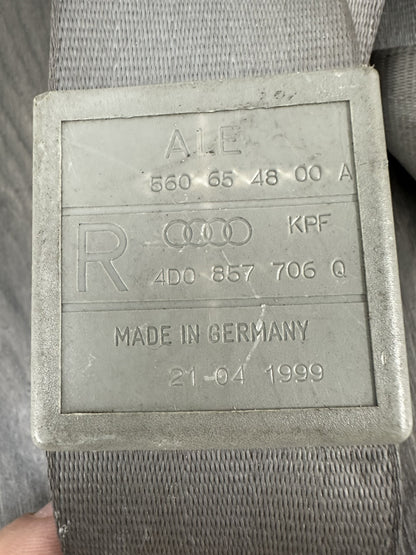 ALE
560 65 48 00 A
R KPF
4D0 857 706 Q
MADE IN GERMANY
21-04 1999